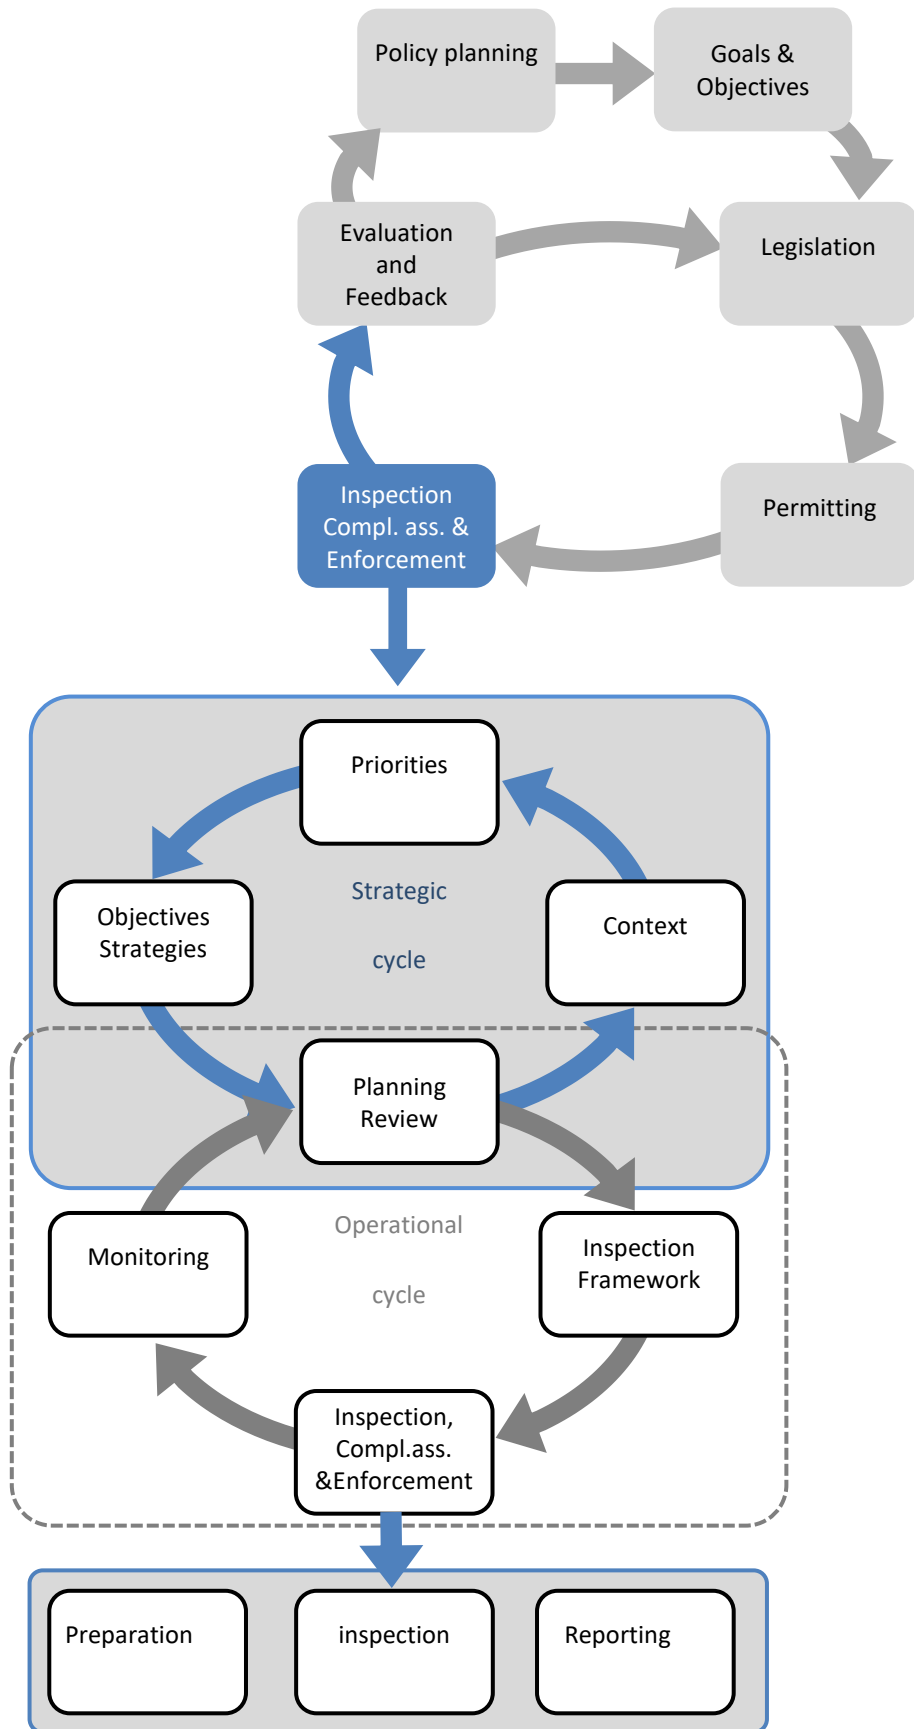 Policy planning
Goals &
Objectives
Evaluation
and
Feedback
Legislation
Inspection
Compl. ass. &
Enforcement
Permitting
Priorities
Objectives
Strategies
Strategic
cycle
Context
Planning
Review
Operational
cycle
Monitoring
Inspection
Framework
Inspection,
Compl.ass.
&Enforcement
Preparation
inspection
Reporting